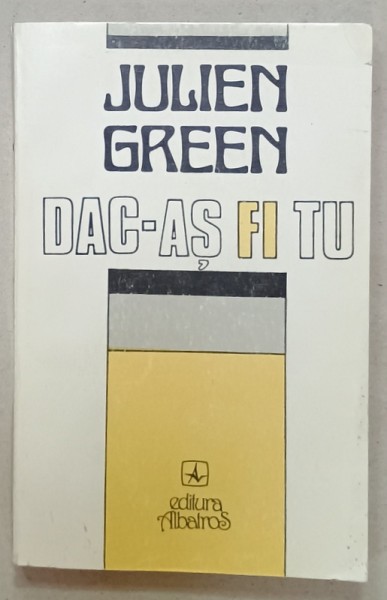 JULIEN
GREEN
DAC-AȘ FI TU
editura
Albatros